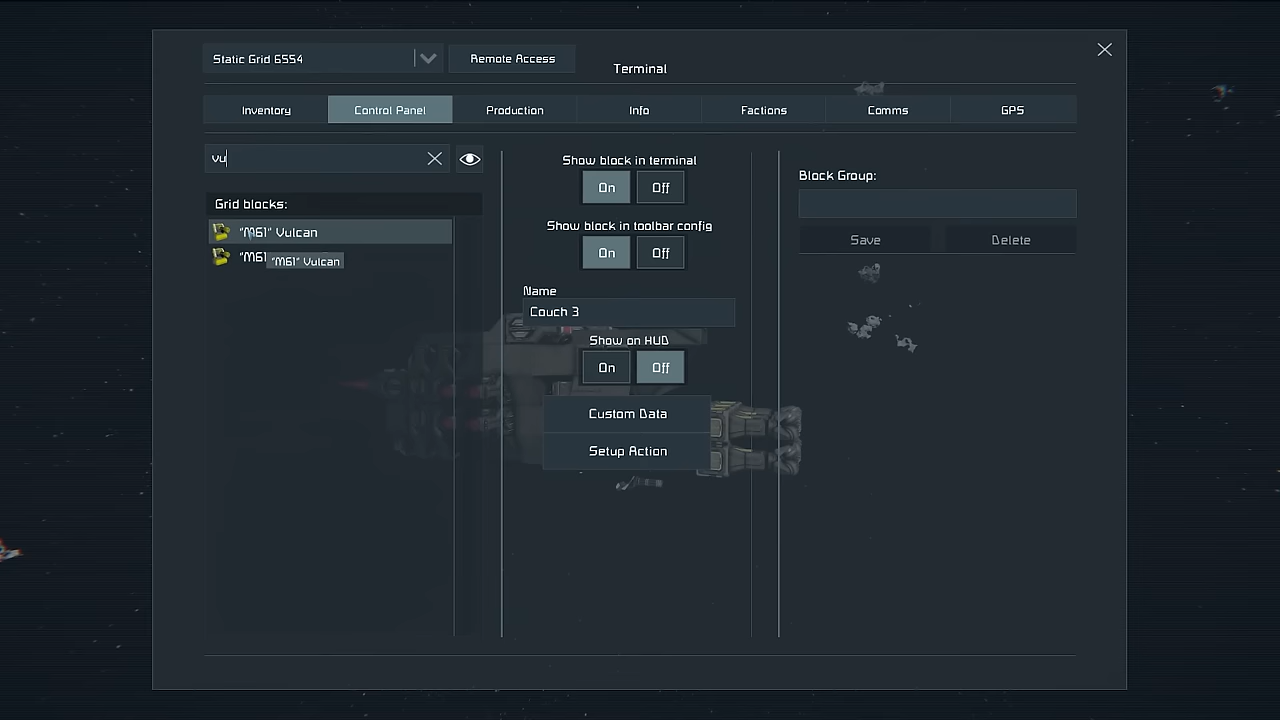 Static Grid 6554
Remote Access
Terminal
Inventory
Control Panel
Production
Info
Factions
Comms
GPS
vu
Grid blocks:
"M61" Vulcan
"M61
"M61" Vulcan
Show block in terminal
On Off
Show block in toolbar config
On Off
Name
Couch 3
Show on HUD
On Off
Custom Data
Setup Action
Block Group:
Save Delete